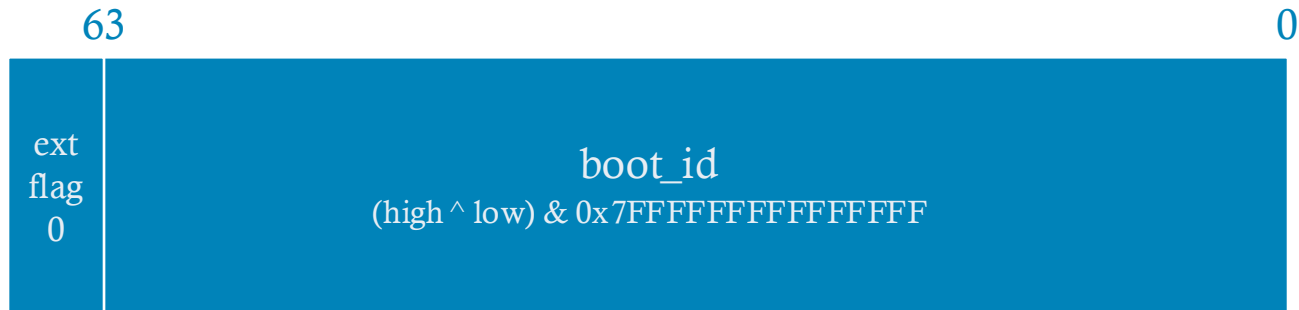 63 0
ext
flag
0
boot_id
(high ^ low) & 0x7FFFFFFFFFFFFFFF